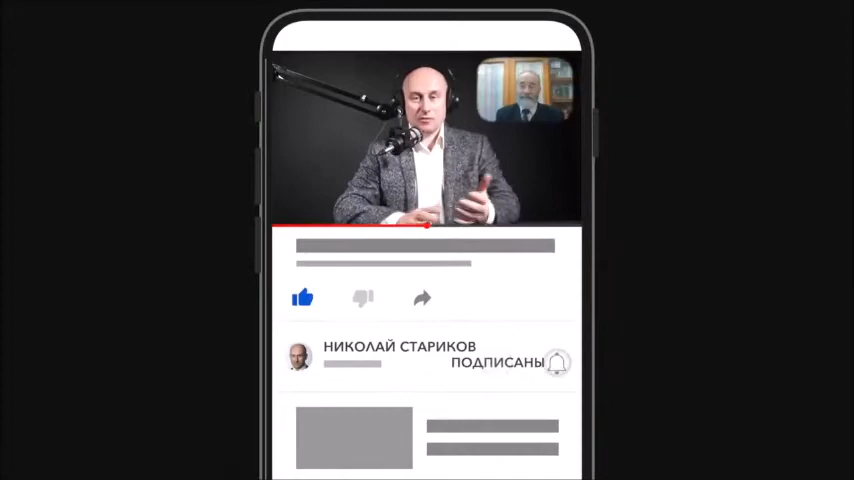 НИКОЛАЙ СТАРИКОВ
ПОДПИСАНЫ